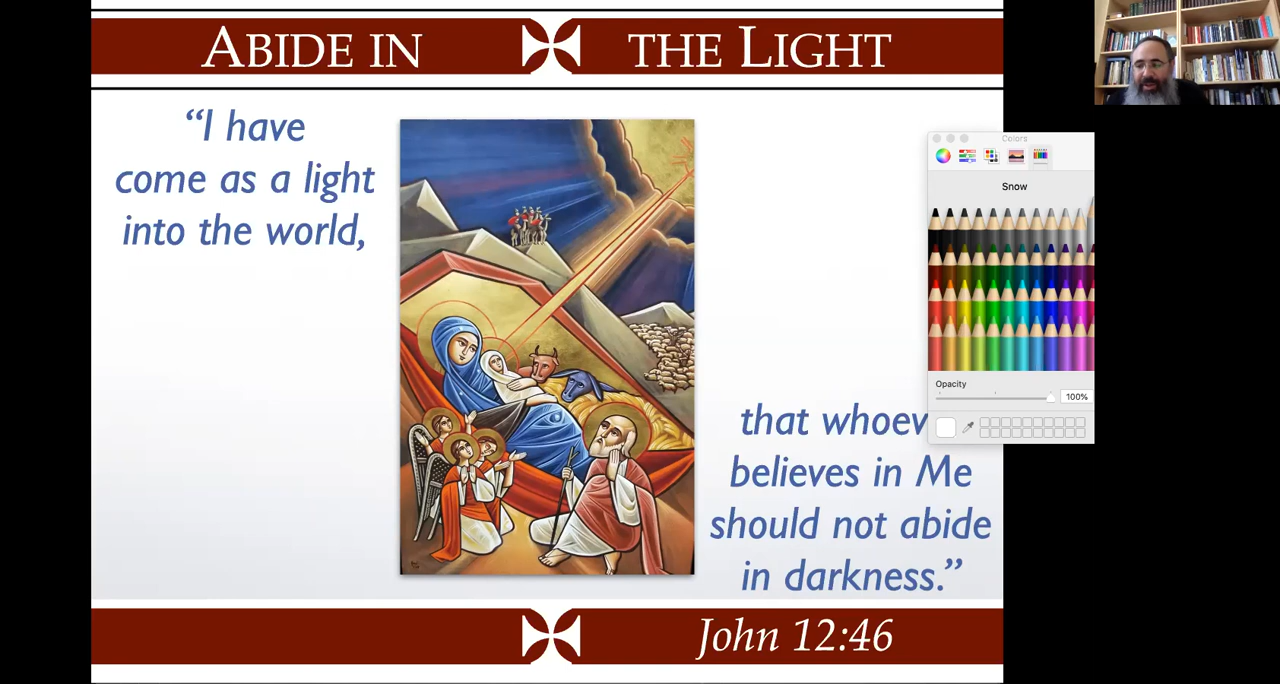 ABIDE IN THE LIGHT
“I have
come as a light
into the world,
that whoev
believes in Me
should not abide
in darkness.”
John 12:46
Colors
Snow
Opacity
100%